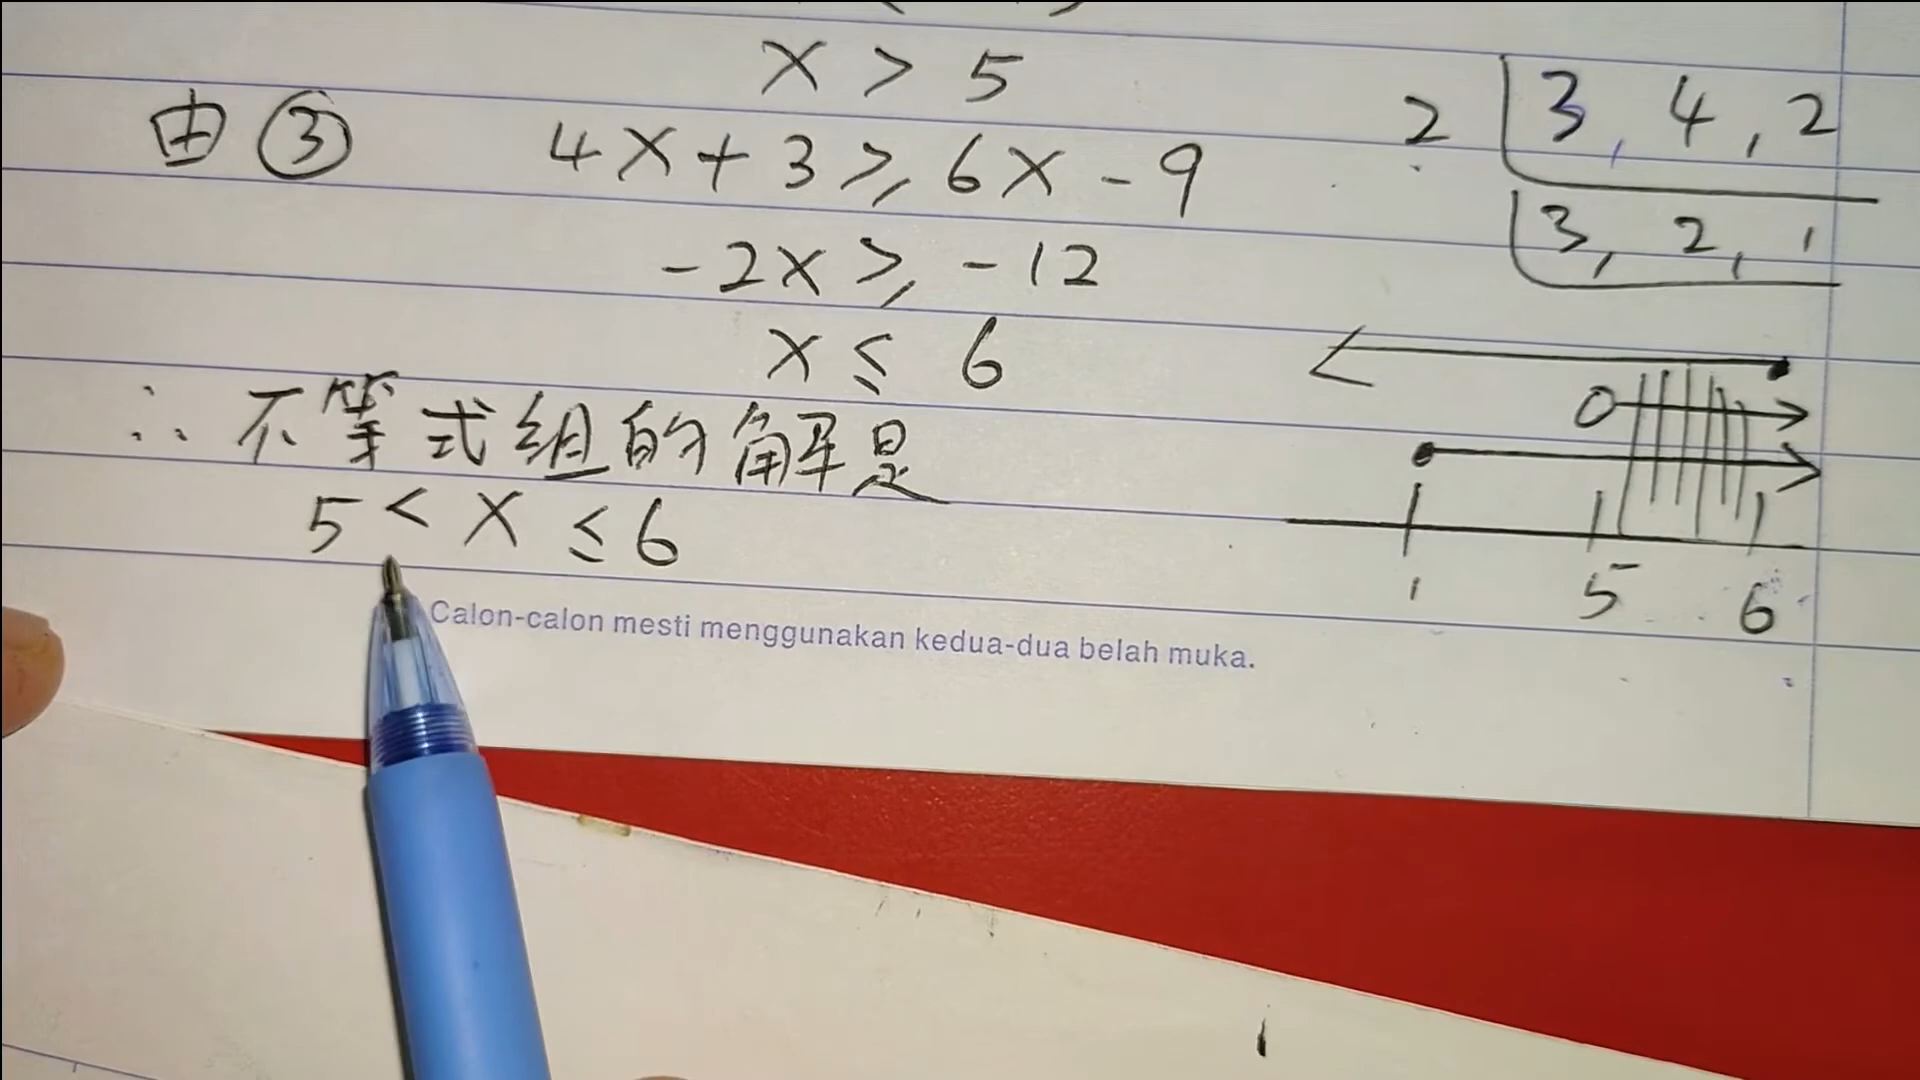 x > 5
由 ③ 4x + 3 ⩾ 6x - 9
-2x ⩾ -12
x ≤ 6
∴ 不等式组的解是
5 < x ≤ 6
2 3, 4, 2
3, 2, 1
1 5 6
Calon-calon mesti menggunakan kedua-dua belah muka.